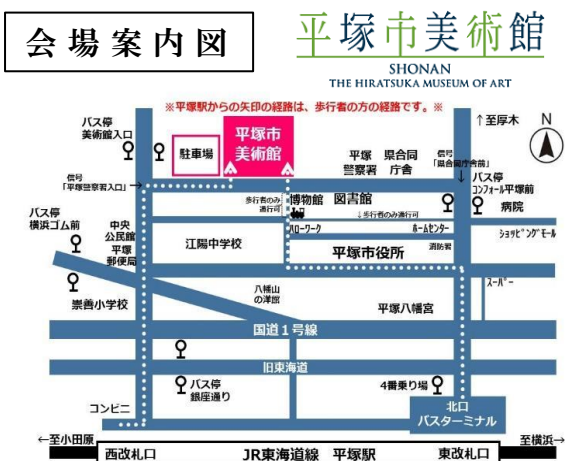 会場案内図
平塚市美術館
SHONAN
THE HIRATSUKA MUSEUM OF ART
※平塚駅からの矢印の経路は、歩行者の方の経路です。※
バス停
美術館入口
駐車場
平塚市
美術館
平塚
警察署
県合同
庁舎
信号
「県合同庁舎前」
↑至厚木
N
信号
「平塚警察署入口」→
バス停
コンフォール平塚前
病院
歩行者のみ
通行可
博物館
図書館
↓歩行者のみ通行可
バス停
横浜ゴム前
中央
公民館
平塚
郵便局
江陽中学校
ハローワーク
ホームセンター
消防署
平塚市役所
ショッピングモール
崇善小学校
八幡山
の洋館
平塚八幡宮
スーパー
国道1号線
旧東海道
バス停
銀座通り
4番乗り場
コンビニ
北口
バスターミナル
←至小田原
至横浜→
西改札口
JR東海道線 平塚駅
東改札口